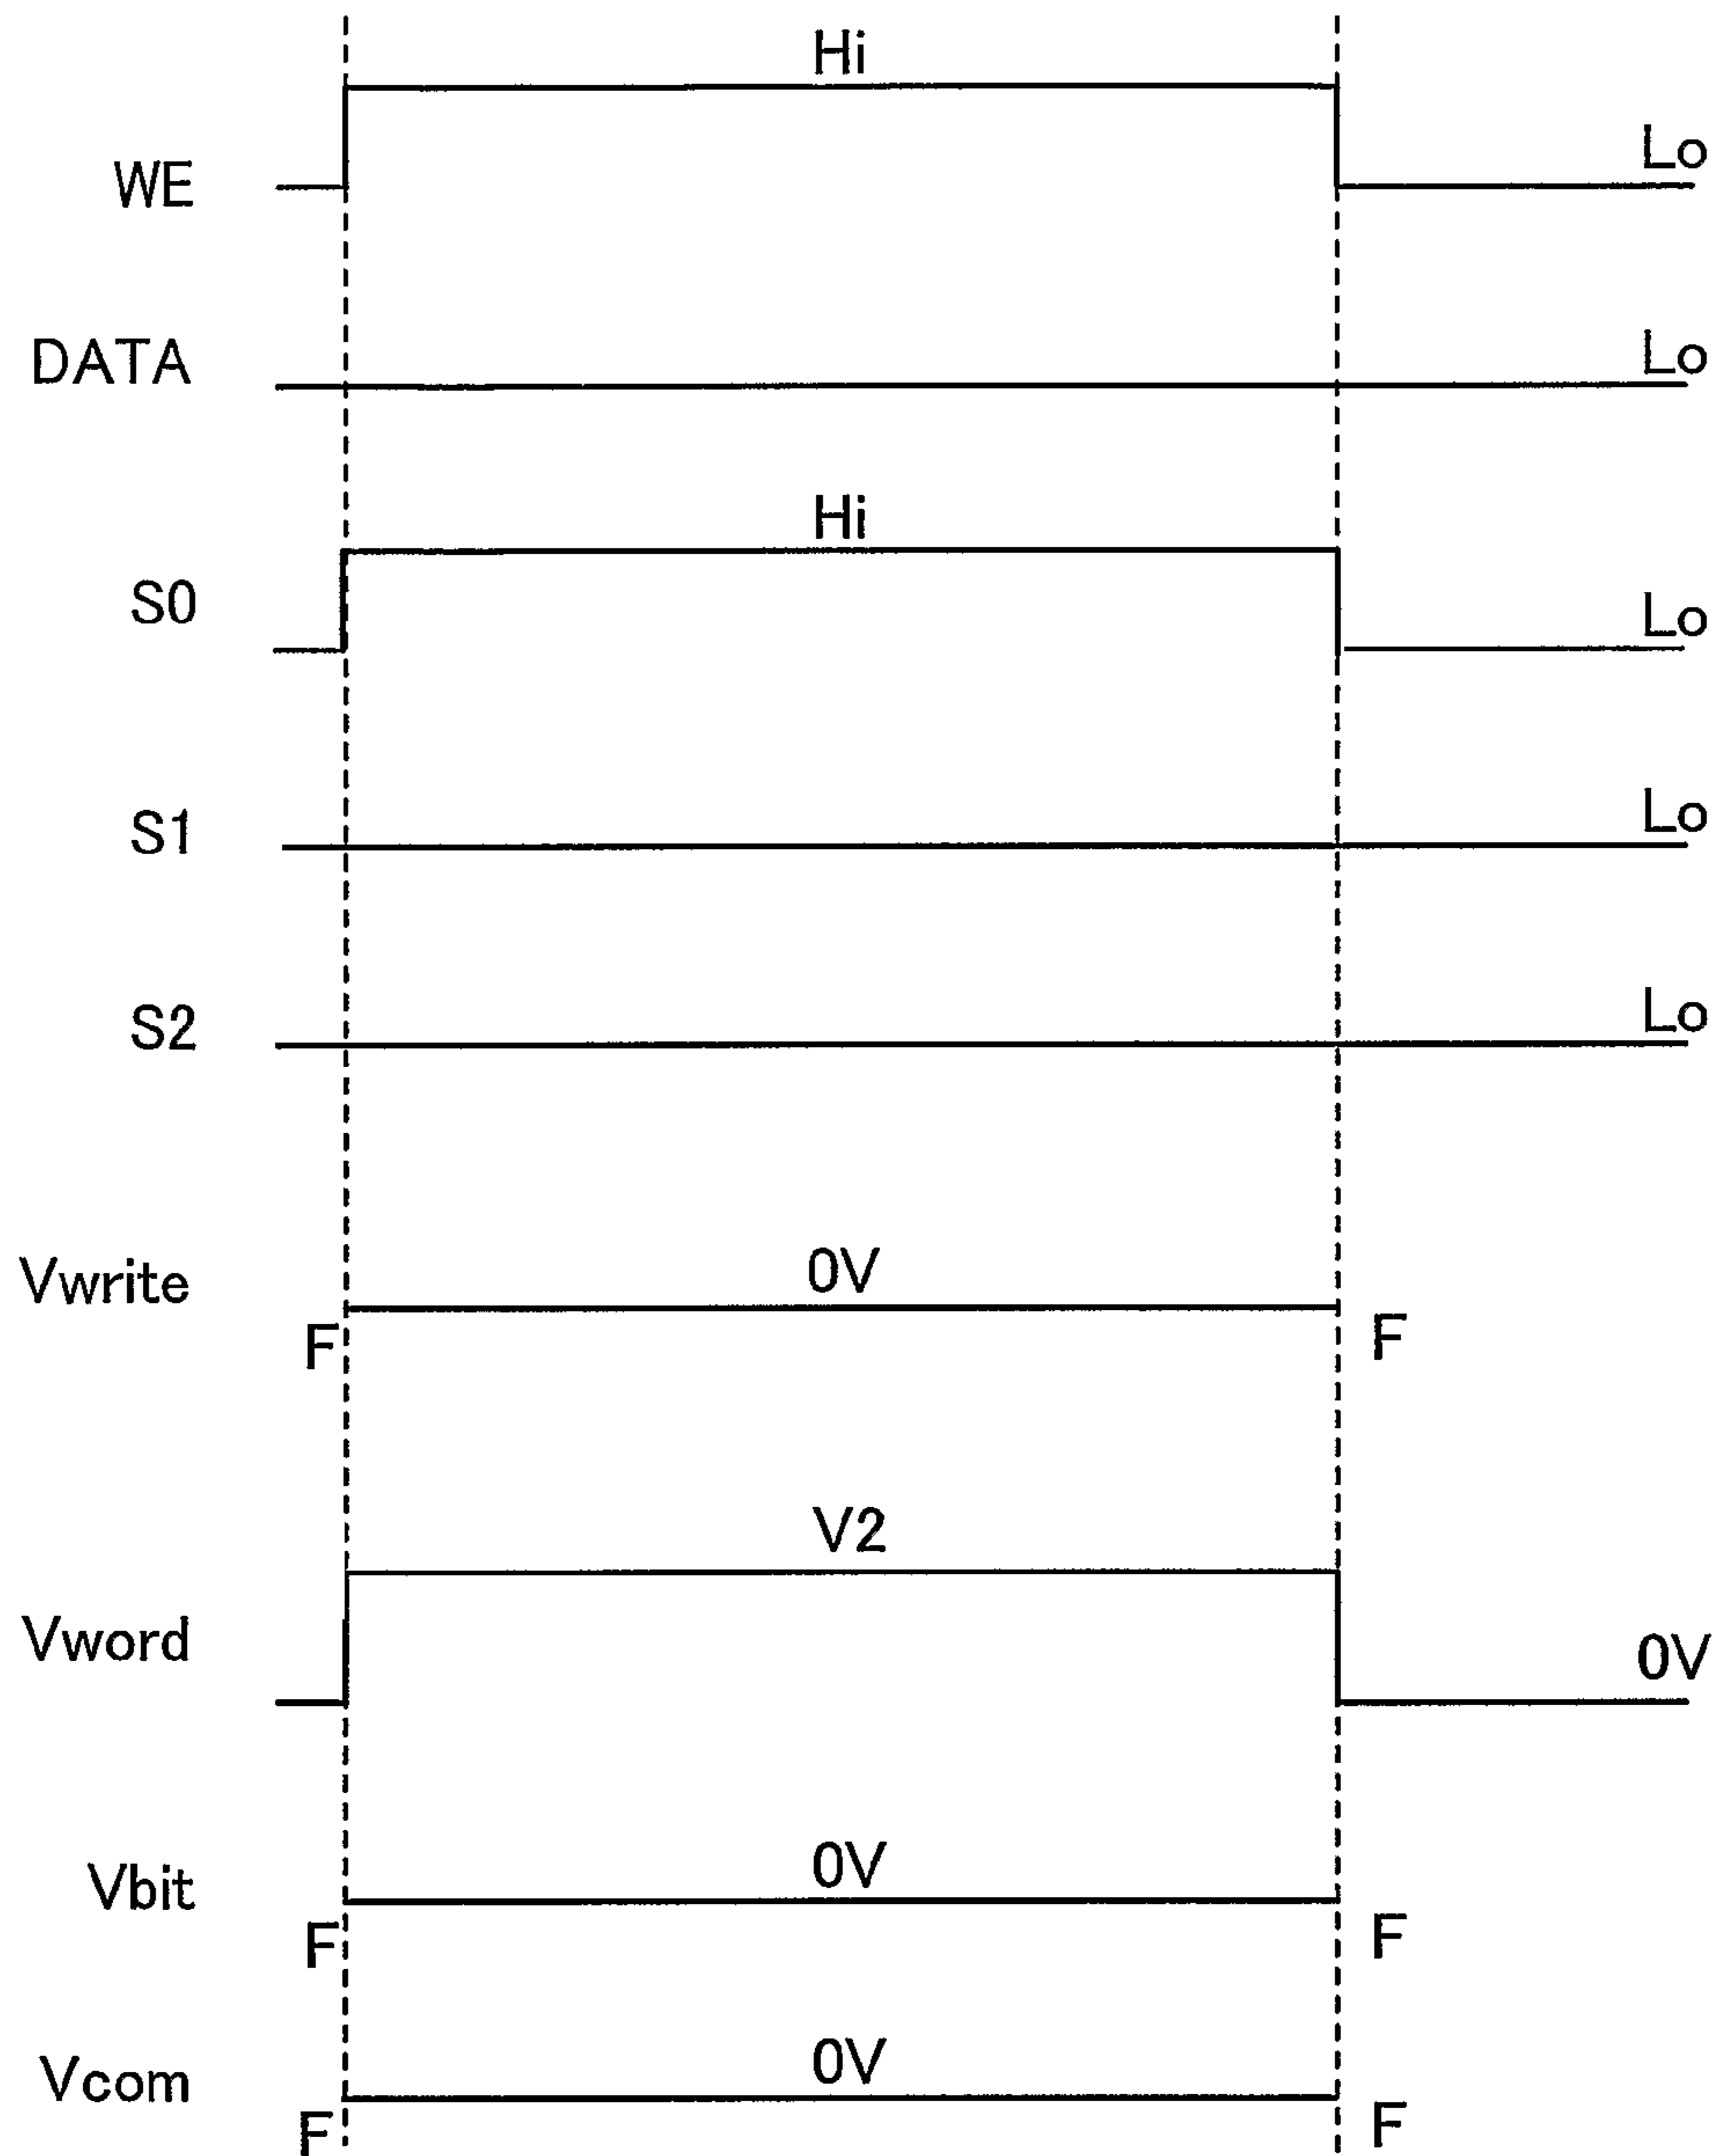 Hi
WE Lo
DATA Lo
Hi
S0 Lo
S1 Lo
S2 Lo
Vwrite 0V
F F
V2
Vword 0V
Vbit 0V
F F
Vcom 0V
F F